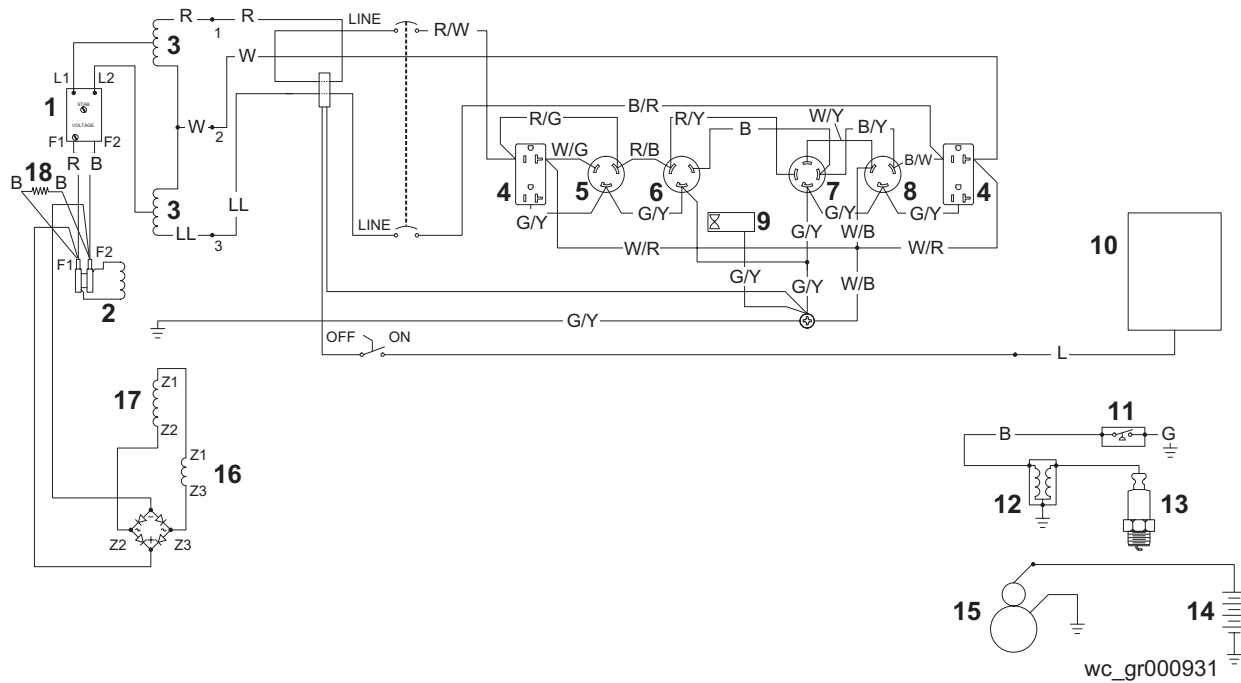 R R LINE R/W
1
3
W
L1 L2
1
STAB.
VOLTAGE
F1 F2
W
2
R B
18
B B
B/R
R/G R/Y B W/Y B/Y
W/G R/B B/W
4 5 6 7 8 4
G/Y G/Y G/Y G/Y
3
LL
LL
3
LINE
9
W/R G/Y W/B W/R
10
F1 F2
2
G/Y G/Y W/B
G/Y
OFF ON
L
17
Z1
Z2
Z1
16
Z3
Z2 Z3
11
B G
12
13
15
14
wc_gr000931